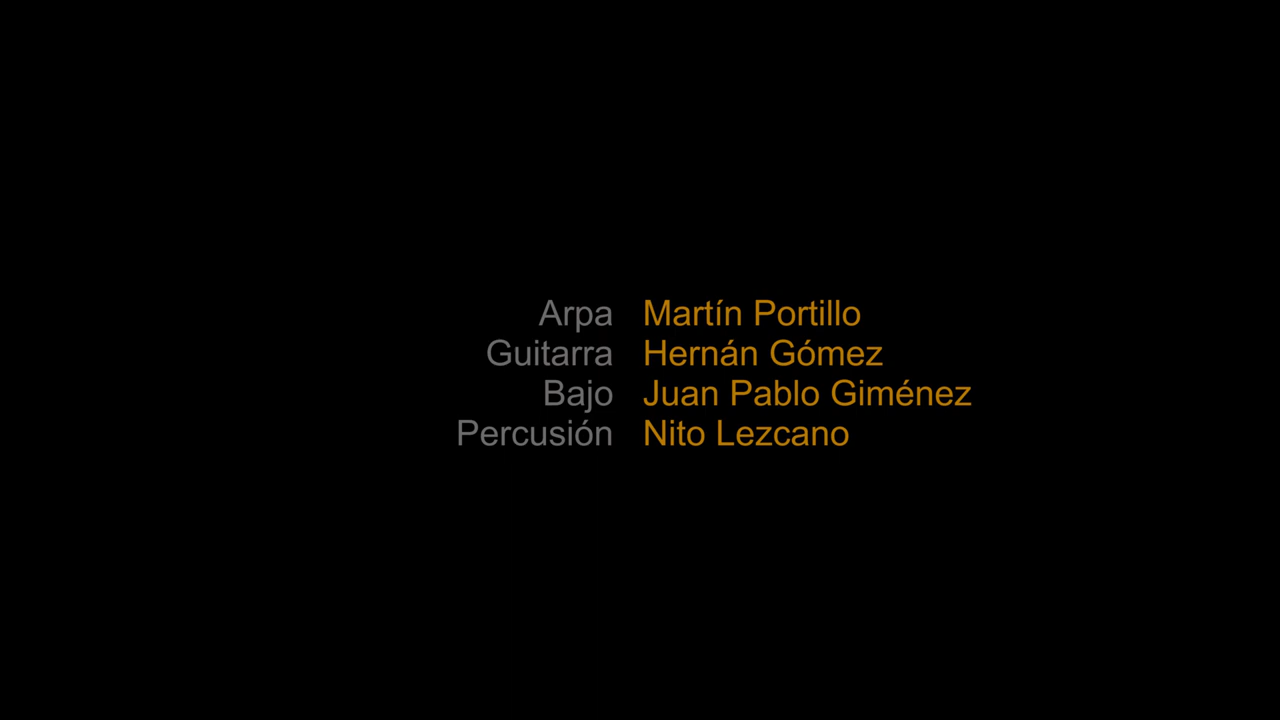 Arpa Martín Portillo
Guitarra Hernán Gómez
Bajo Juan Pablo Giménez
Percusión Nito Lezcano